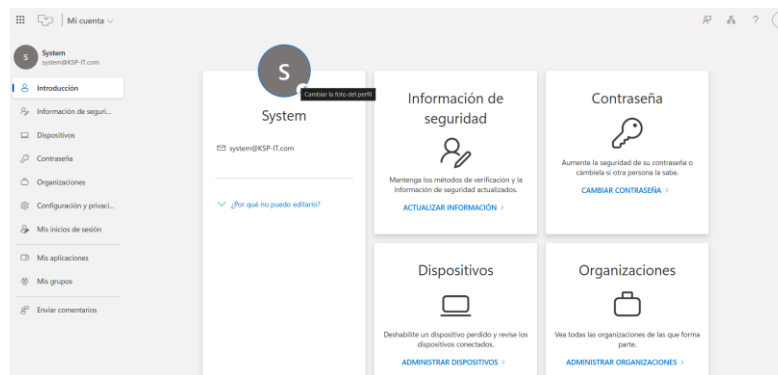 Mi cuenta
?
S
System
system@KSP-IT.com
Introducción
Información de seguri...
Dispositivos
Contraseña
Organizaciones
Configuración y privaci...
Mis inicios de sesión
Mis aplicaciones
Mis grupos
Enviar comentarios
S
Cambiar la foto del perfil
System
system@KSP-IT.com
¿Por qué no puedo editarlo?
Información de
seguridad
Mantenga los métodos de verificación y la
información de seguridad actualizados.
ACTUALIZAR INFORMACIÓN >
Contraseña
Aumente la seguridad de su contraseña o
cámbiela si otra persona la sabe.
CAMBIAR CONTRASEÑA >
Dispositivos
Deshabilite un dispositivo perdido y revise los
dispositivos conectados.
ADMINISTRAR DISPOSITIVOS >
Organizaciones
Vea todas las organizaciones de las que forma
parte.
ADMINISTRAR ORGANIZACIONES >